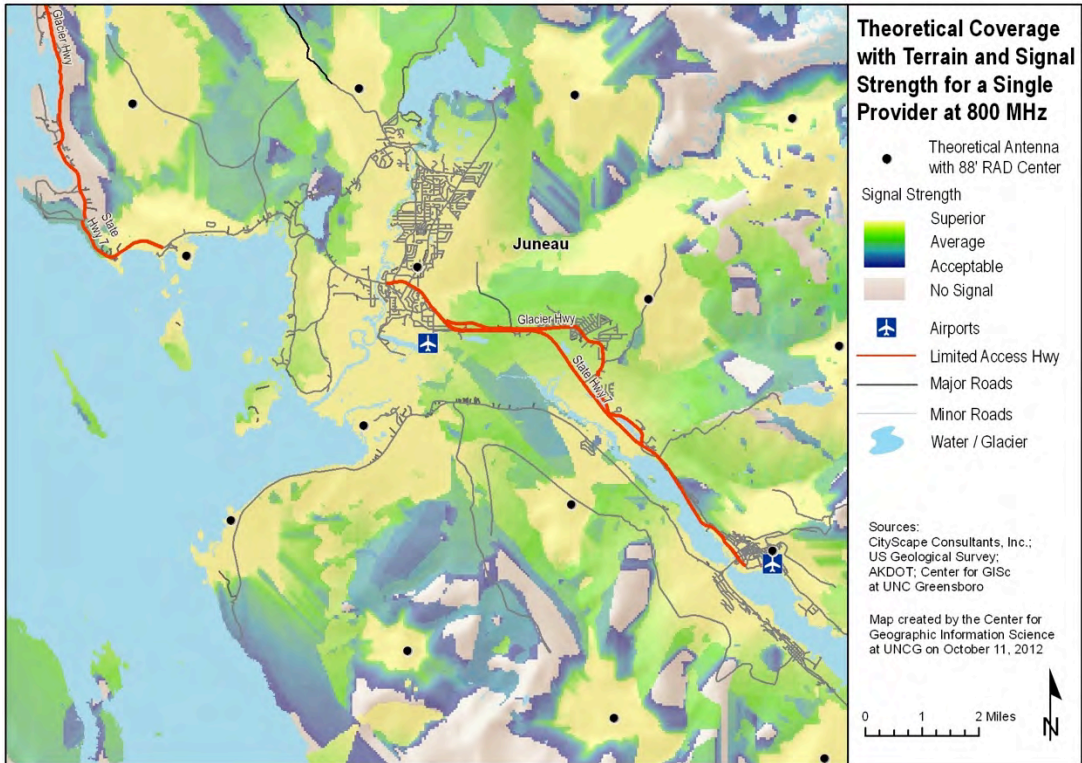 Theoretical Coverage
with Terrain and Signal
Strength for a Single
Provider at 800 MHz
Theoretical Antenna
with 88' RAD Center
Signal Strength
Superior
Average
Acceptable
No Signal
Airports
Limited Access Hwy
Major Roads
Minor Roads
Water / Glacier
Sources:
CityScape Consultants, Inc.;
US Geological Survey;
AKDOT; Center for GISc
at UNC Greensboro
Map created by the Center for
Geographic Information Science
at UNCG on October 11, 2012
0 1 2 Miles
N
Glacier Hwy
State
Hwy 7
Juneau
Glacier Hwy
State Hwy 7